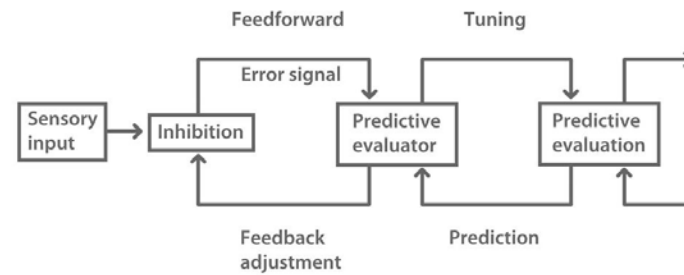 Feedforward
Tuning
Error signal
Sensory
input
Inhibition
Predictive
evaluator
Predictive
evaluation
Feedback
adjustment
Prediction